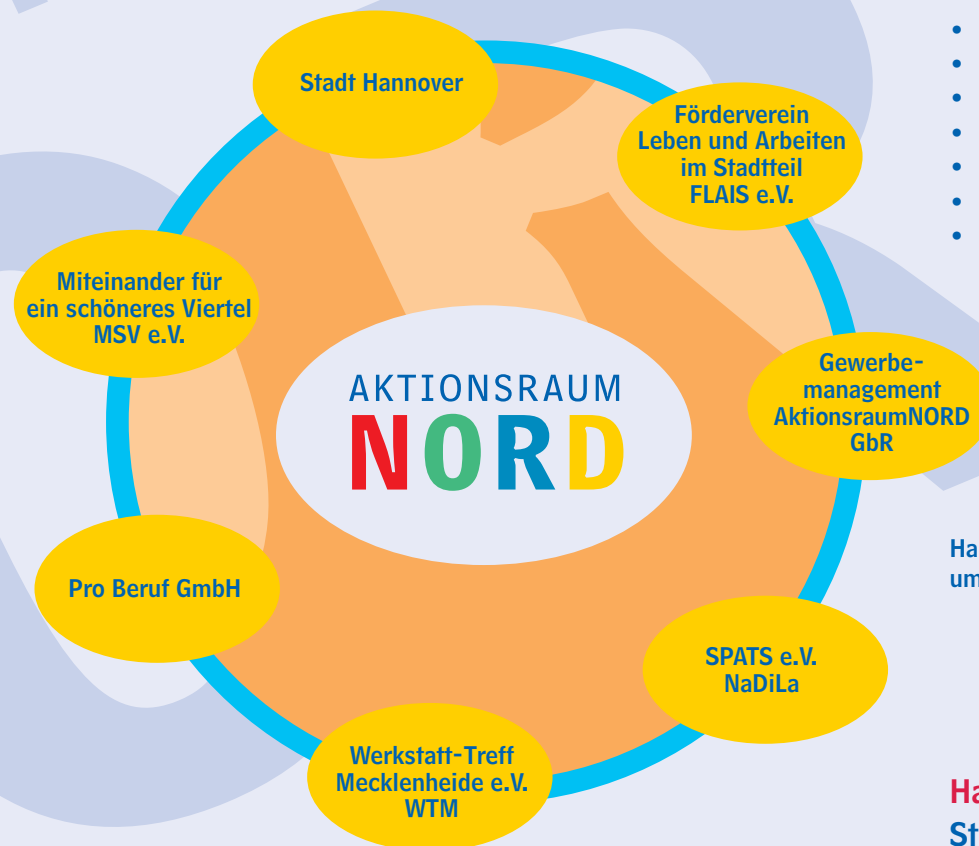 Stadt Hannover
Förderverein
Leben und Arbeiten
im Stadtteil
FLAIS e.V.
Miteinander für
ein schöneres Viertel
MSV e.V.
AKTIONSRAUM
NORD
Gewerbe-
management
AktionsraumNORD
GbR
Pro Beruf GmbH
SPATS e.V.
NaDiLa
Werkstatt-Treff
Mecklenheide e.V.
WTM